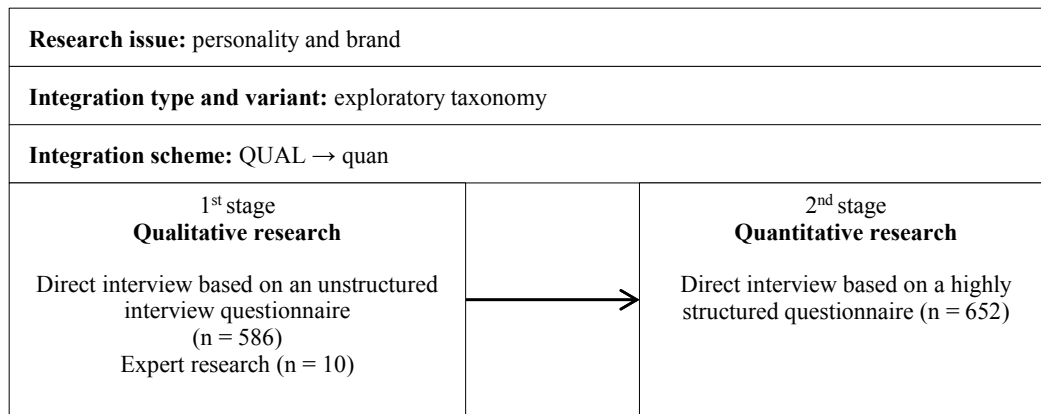 Research issue: personality and brand
Integration type and variant: exploratory taxonomy
Integration scheme: QUAL → quan
1st stage
Qualitative research
Direct interview based on an unstructured
interview questionnaire
(n = 586)
Expert research (n = 10)
2nd stage
Quantitative research
Direct interview based on a highly
structured questionnaire (n = 652)